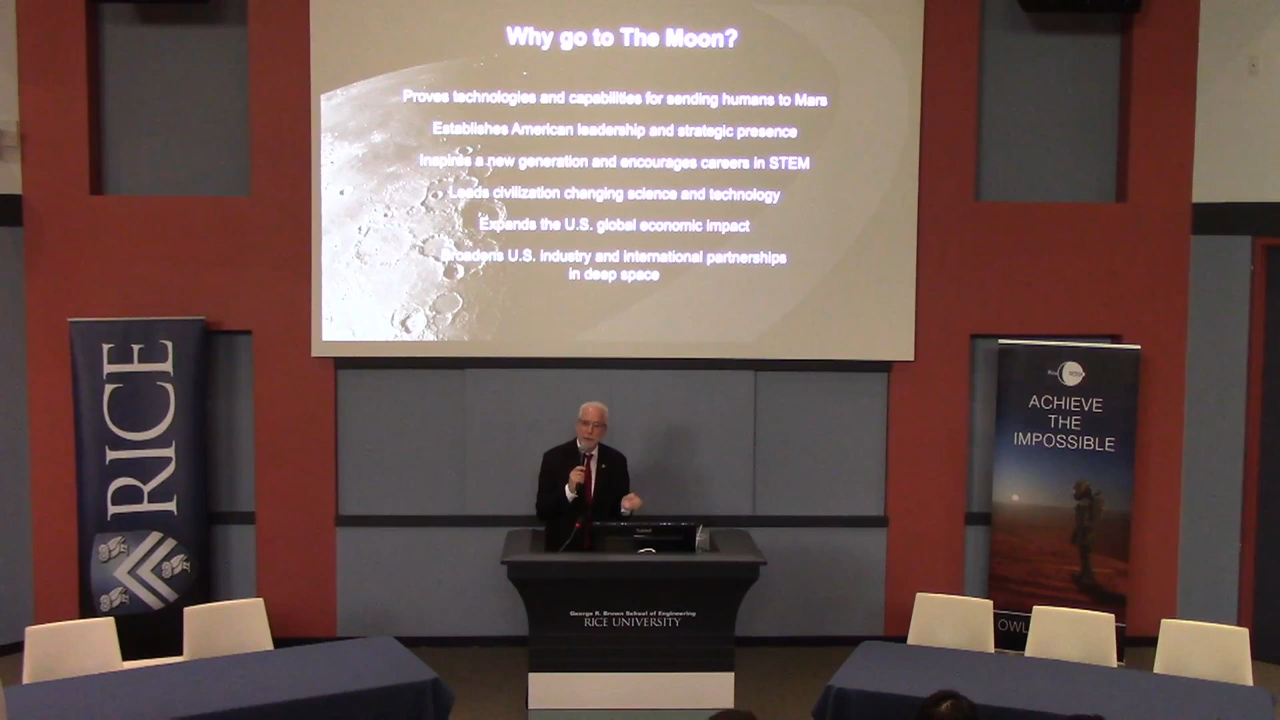 Why go to The Moon?
Proves technologies and capabilities for sending humans to Mars
Establishes American leadership and strategic presence
Inspires a new generation and encourages careers in STEM
Leads civilization changing science and technology
Expands the U.S. global economic impact
Broadens U.S. industry and international partnerships
in deep space
RICE
ACHIEVE
THE
IMPOSSIBLE
George R. Brown School of Engineering
RICE UNIVERSITY
OWL